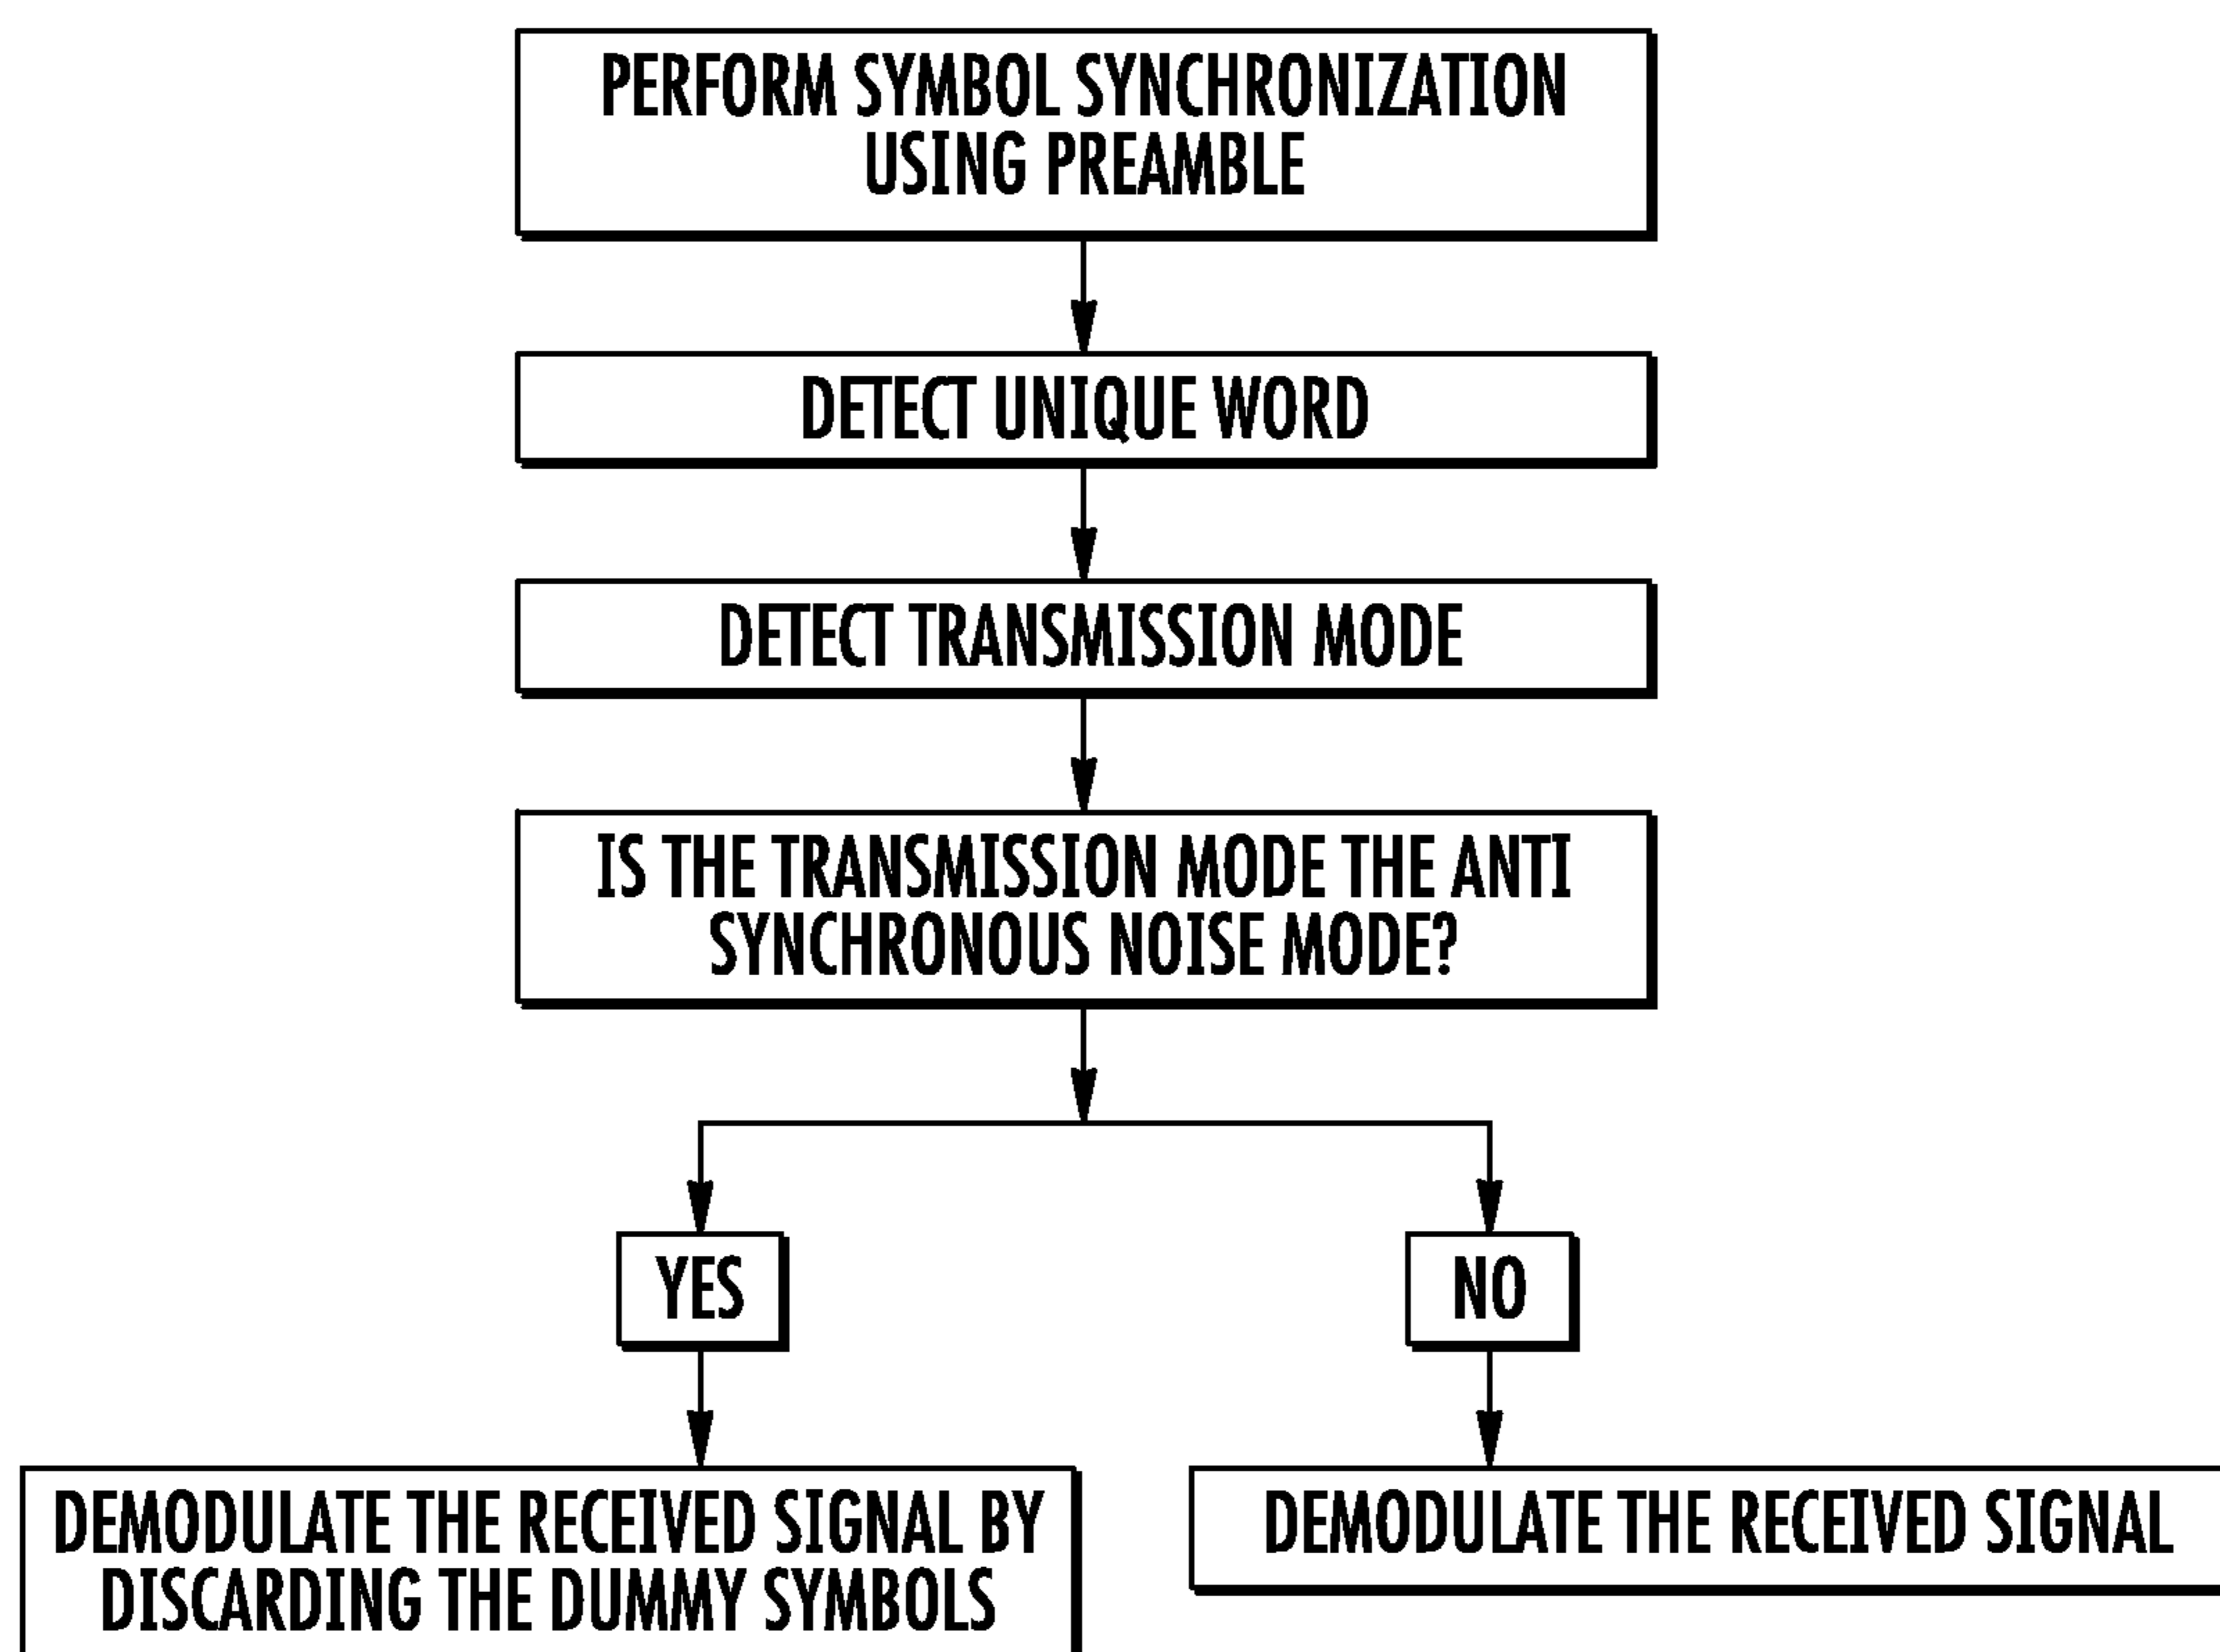 PERFORM SYMBOL SYNCHRONIZATION
USING PREAMBLE
DETECT UNIQUE WORD
DETECT TRANSMISSION MODE
IS THE TRANSMISSION MODE THE ANTI
SYNCHRONOUS NOISE MODE?
YES
NO
DEMODULATE THE RECEIVED SIGNAL BY
DISCARDING THE DUMMY SYMBOLS
DEMODULATE THE RECEIVED SIGNAL